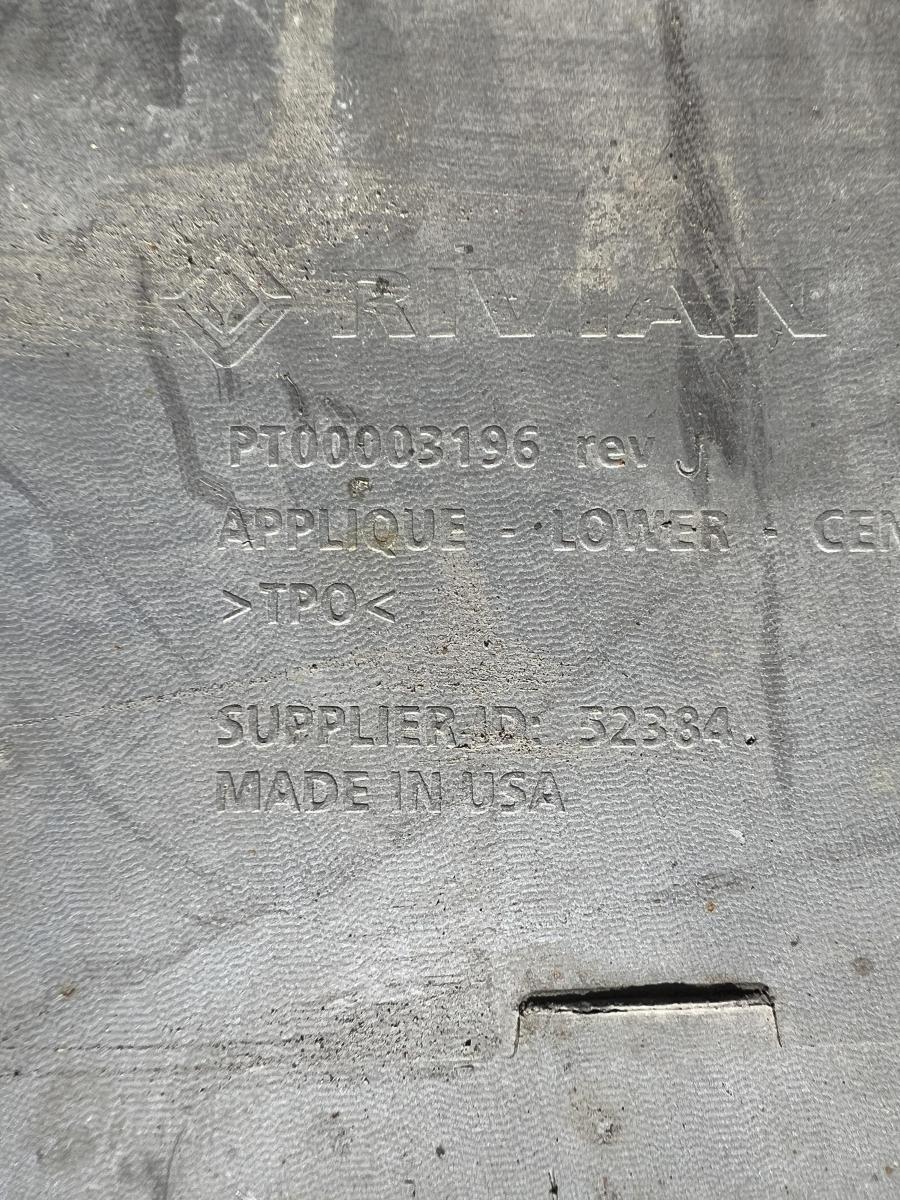 RIVIAN
PT00003196 rev J
APPLIQUE - LOWER - CEN
>TPO<
SUPPLIER ID: 52384
MADE IN USA